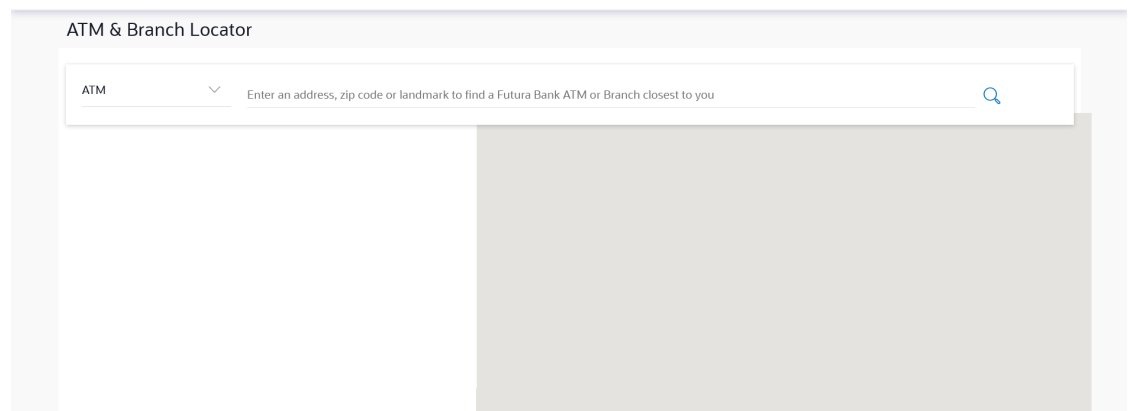 ATM & Branch Locator
ATM
Enter an address, zip code or landmark to find a Futura Bank ATM or Branch closest to you